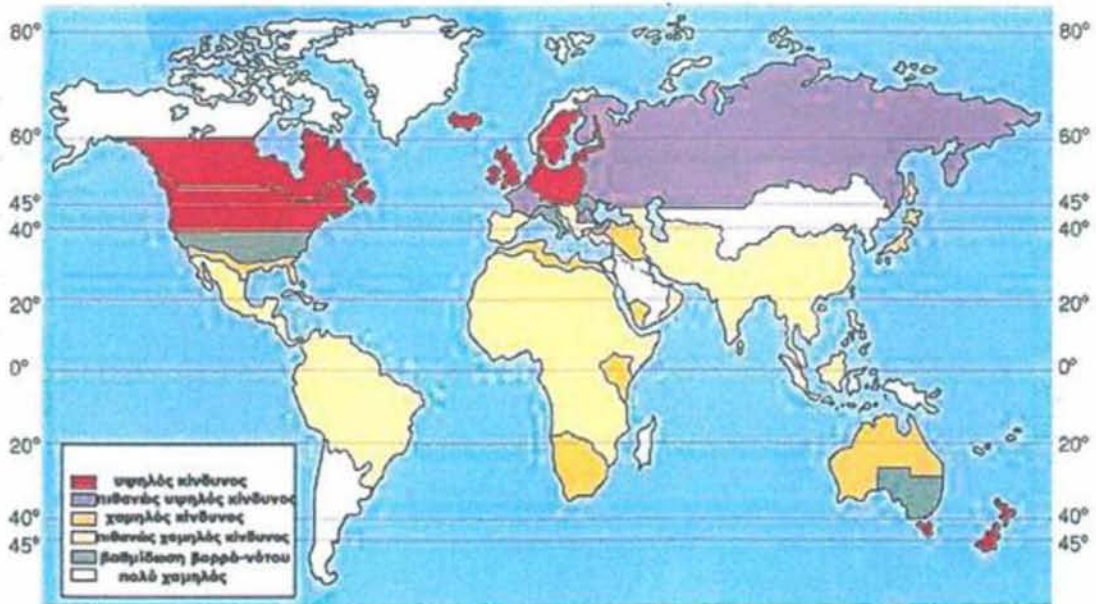 80° 80°
60° 60°
45° 45°
40° 40°
20° 20°
0° 0°
20° 20°
40° 40°
45° 45°
υψηλός κίνδυνος
πιθανώς υψηλός κίνδυνος
χαμηλός κίνδυνος
πιθανώς χαμηλός κίνδυνος
βαθμίδωση βορρά-νότου
πολύ χαμηλός